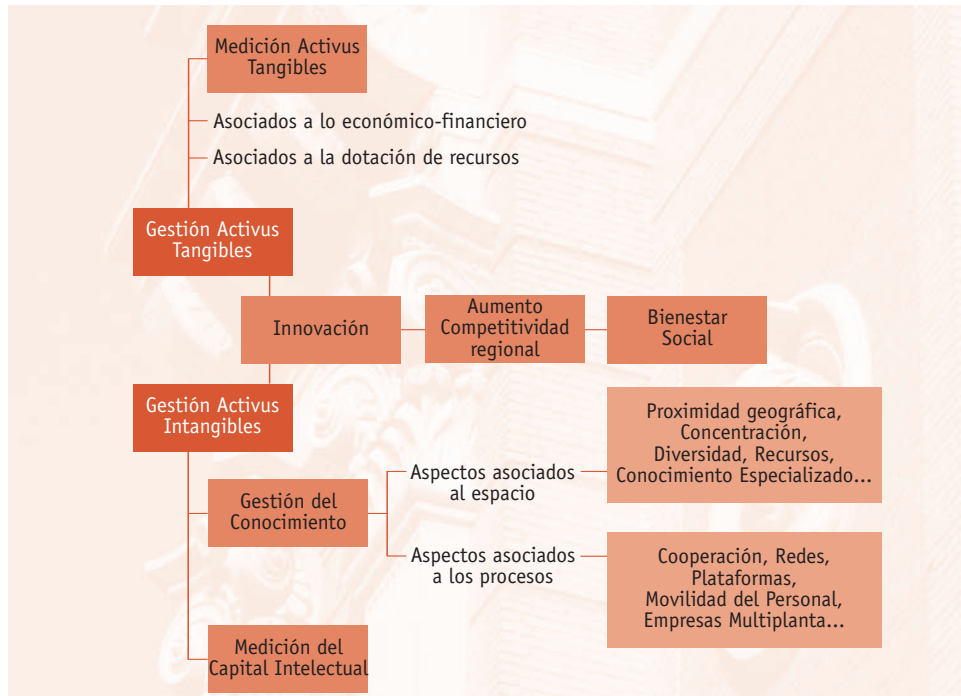 Medición Activus
Tangibles
Asociados a lo económico-financiero
Asociados a la dotación de recursos
Gestión Activus
Tangibles
Innovación
Aumento
Competitividad
regional
Bienestar
Social
Gestión Activus
Intangibles
Proximidad geográfica,
Concentración,
Diversidad, Recursos,
Conocimiento Especializado...
Aspectos asociados
al espacio
Gestión del
Conocimiento
Aspectos asociados
a los procesos
Cooperación, Redes,
Plataformas,
Movilidad del Personal,
Empresas Multiplanta...
Medición del
Capital Intelectual